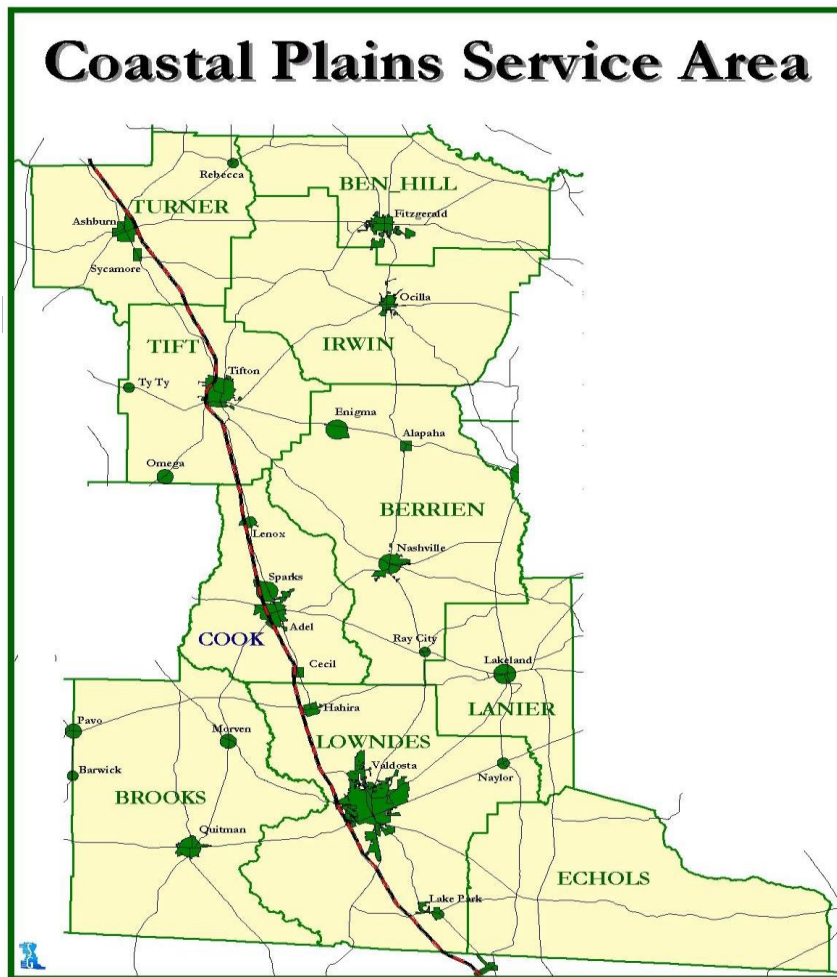 Coastal Plains Service Area
Rebecca
BEN_HILL
TURNER
Fitzgerald
Ashburn
Sycamore
Ocilla
TIFT
IRWIN
Tifton
Ty Ty
Enigma
Alapaha
Omega
BERRIEN
Lenox
Nashville
Sparks
Adel
COOK
Ray City
Cecil
Lakeland
Hahira
LANIER
Pavo
Morven
LOWNDES
Valdosta
Barwick
Naylor
BROOKS
Quitman
ECHOLS
Lake Park